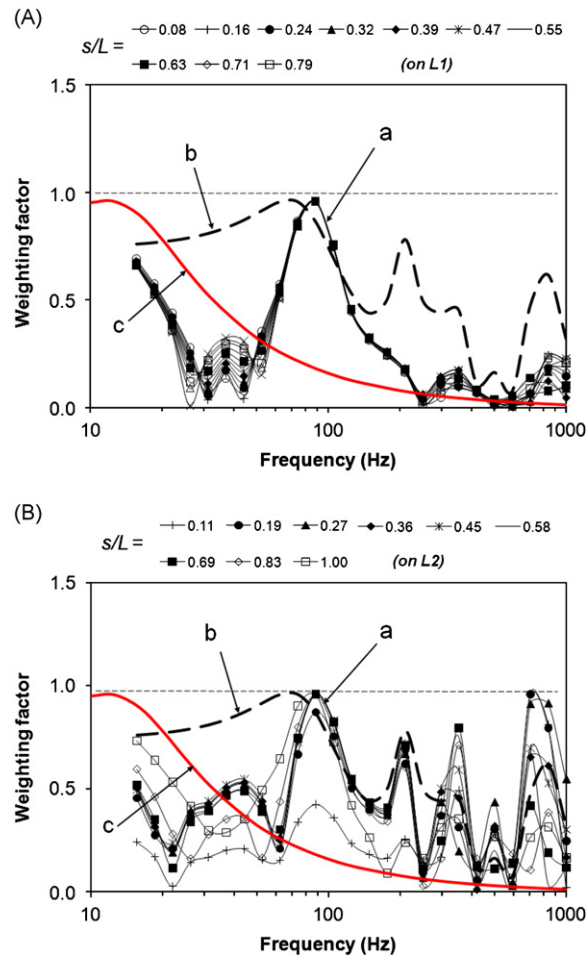 (A)
0.08 0.16 0.24 0.32 0.39 0.47 0.55
s/L =
0.63 0.71 0.79 (on L1)
1.5
b
a
1.0
Weighting factor
c
0.5
0.0
10 100 1000
Frequency (Hz)
(B)
0.11 0.19 0.27 0.36 0.45 0.58
s/L =
0.69 0.83 1.00 (on L2)
1.5
b
a
1.0
Weighting factor
c
0.5
0.0
10 100 1000
Frequency (Hz)